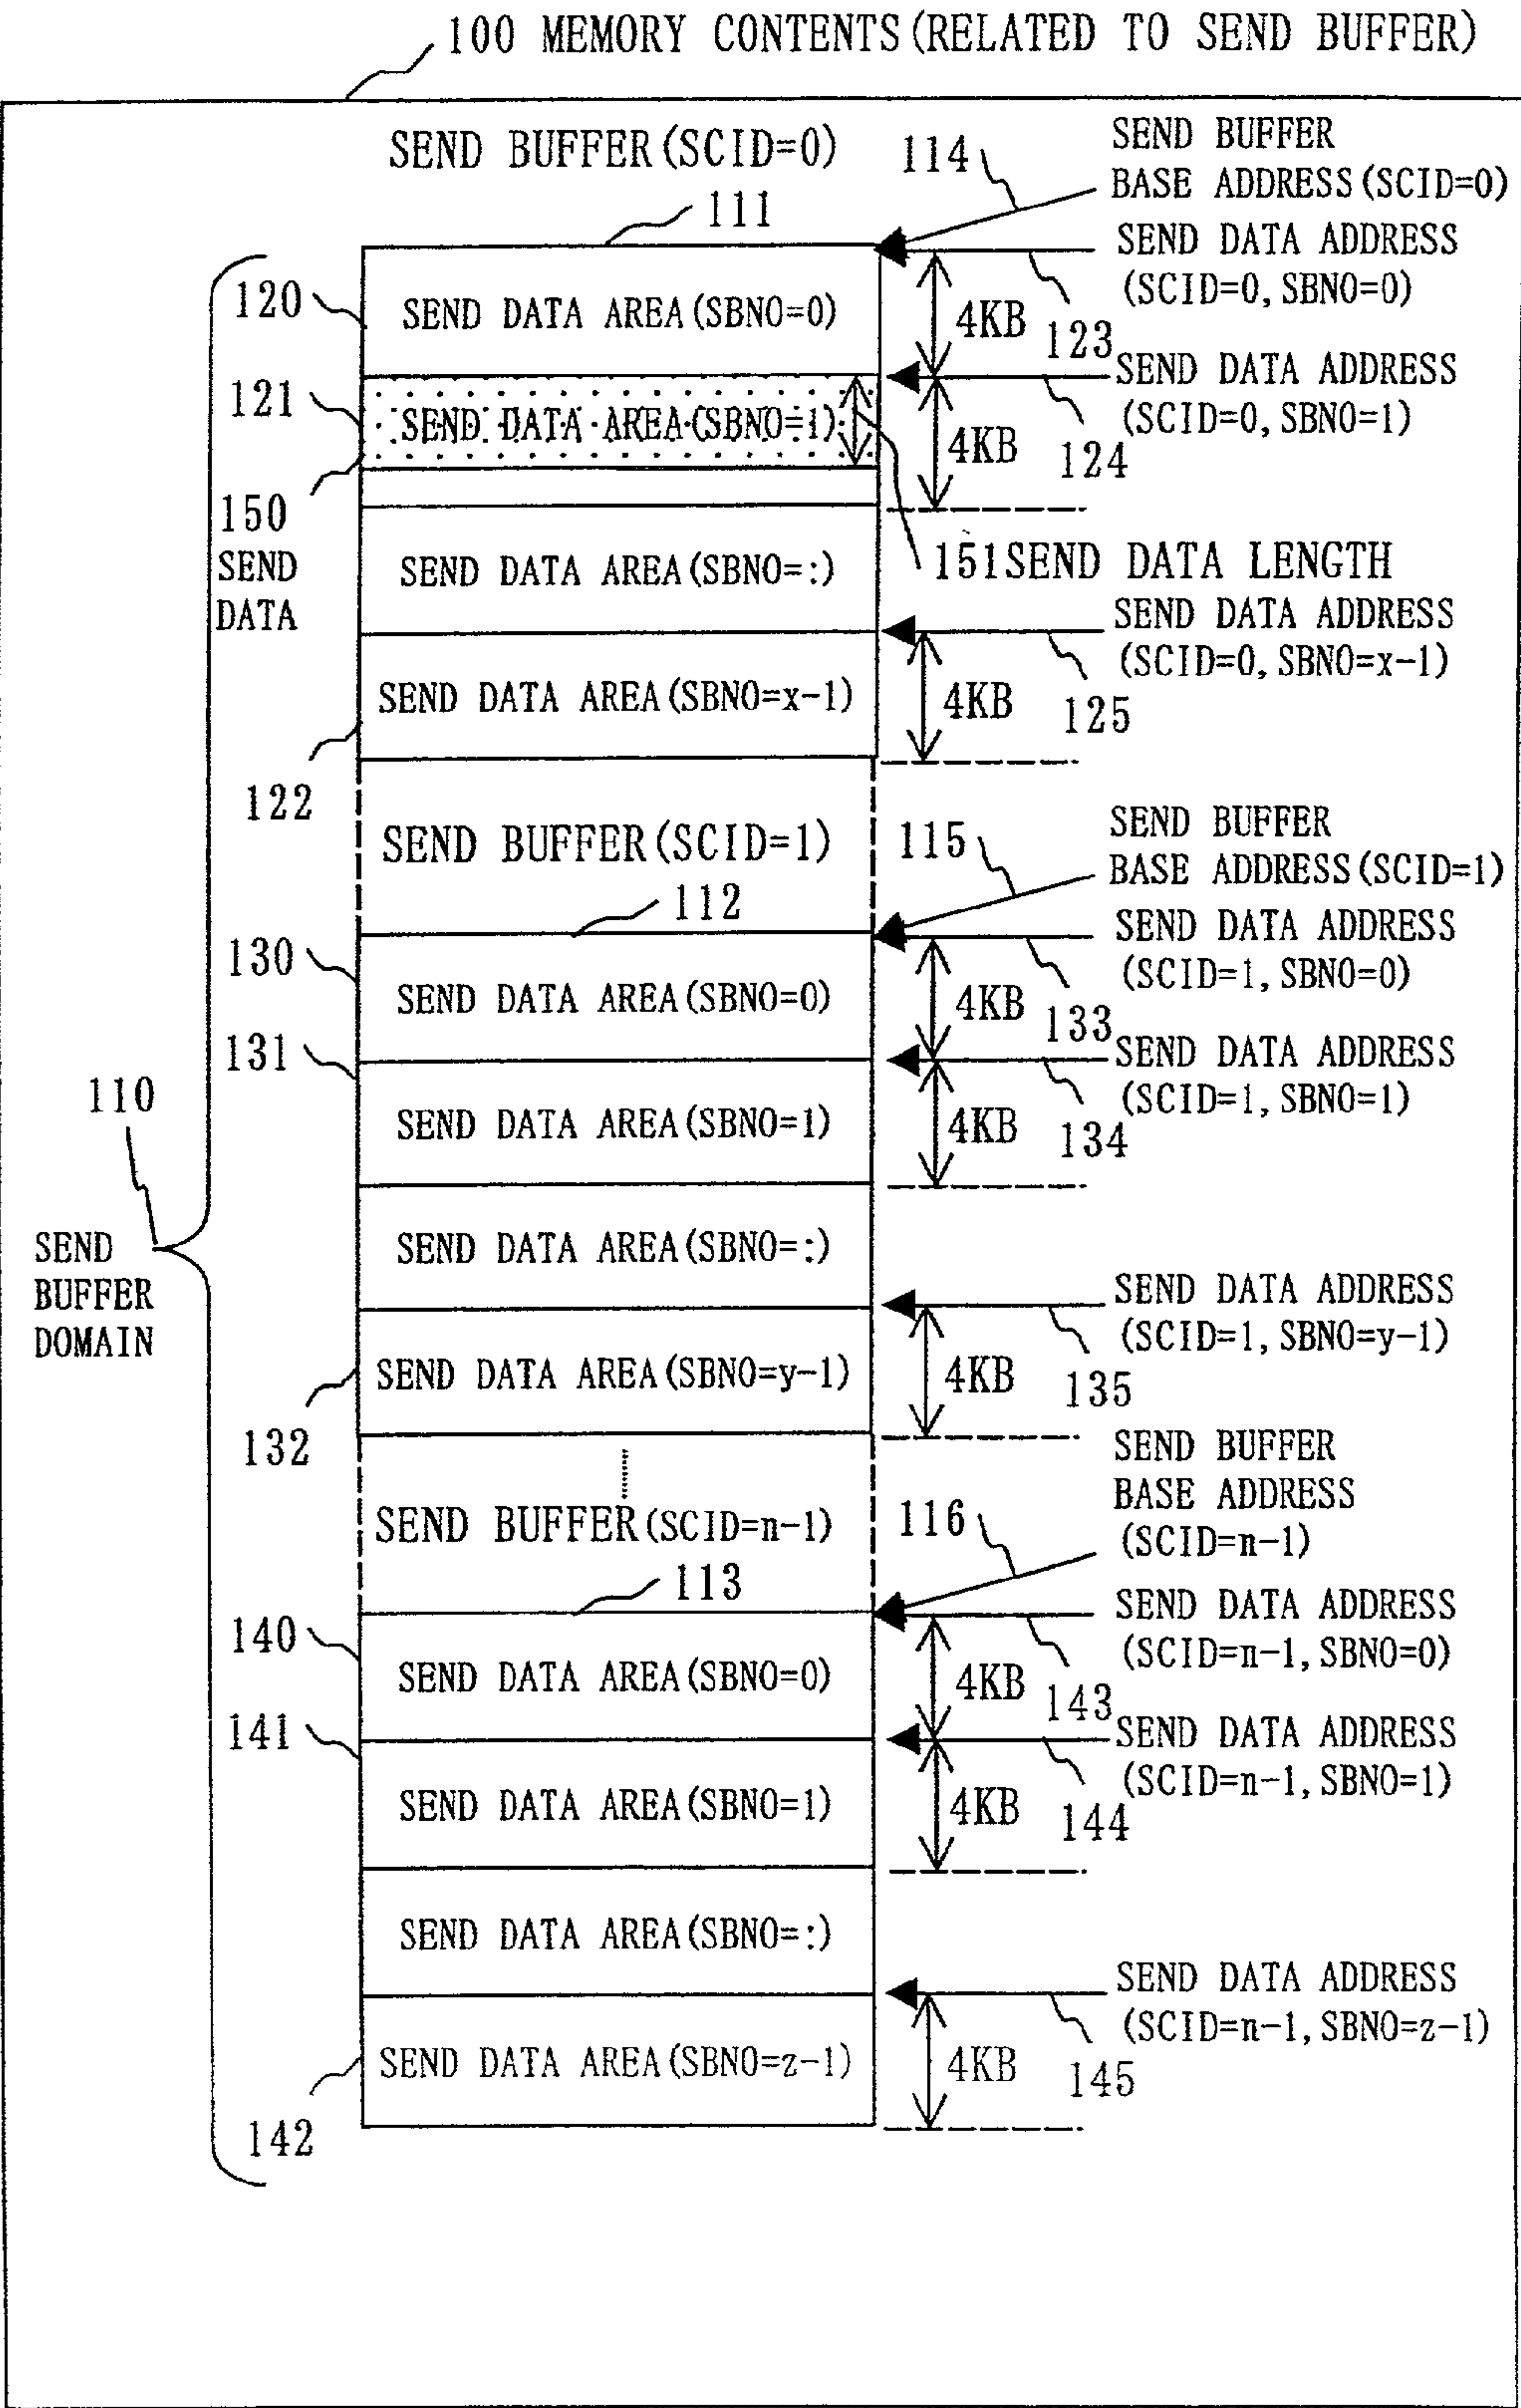 100 MEMORY CONTENTS(RELATED TO SEND BUFFER)
SEND BUFFER(SCID=0)
111
114
SEND BUFFER
BASE ADDRESS(SCID=0)
120
SEND DATA AREA(SBNO=0)
4KB
123
SEND DATA ADDRESS
(SCID=0, SBNO=0)
121
SEND DATA AREA(SBNO=1)
4KB
124
SEND DATA ADDRESS
(SCID=0, SBNO=1)
150
SEND
DATA
151 SEND DATA LENGTH
SEND DATA AREA(SBNO=:)
SEND DATA ADDRESS
(SCID=0, SBNO=x-1)
SEND DATA AREA(SBNO=x-1)
4KB
125
122
SEND BUFFER(SCID=1)
112
115
SEND BUFFER
BASE ADDRESS(SCID=1)
130
SEND DATA AREA(SBNO=0)
4KB
133
SEND DATA ADDRESS
(SCID=1, SBNO=0)
131
SEND DATA AREA(SBNO=1)
4KB
134
SEND DATA ADDRESS
(SCID=1, SBNO=1)
110
SEND
BUFFER
DOMAIN
SEND DATA AREA(SBNO=:)
SEND DATA ADDRESS
(SCID=1, SBNO=y-1)
SEND DATA AREA(SBNO=y-1)
4KB
135
132
SEND BUFFER(SCID=n-1)
113
116
SEND BUFFER
BASE ADDRESS
(SCID=n-1)
140
SEND DATA AREA(SBNO=0)
4KB
143
SEND DATA ADDRESS
(SCID=n-1, SBNO=0)
141
SEND DATA AREA(SBNO=1)
4KB
144
SEND DATA ADDRESS
(SCID=n-1, SBNO=1)
SEND DATA AREA(SBNO=:)
SEND DATA ADDRESS
(SCID=n-1, SBNO=z-1)
SEND DATA AREA(SBNO=z-1)
4KB
145
142